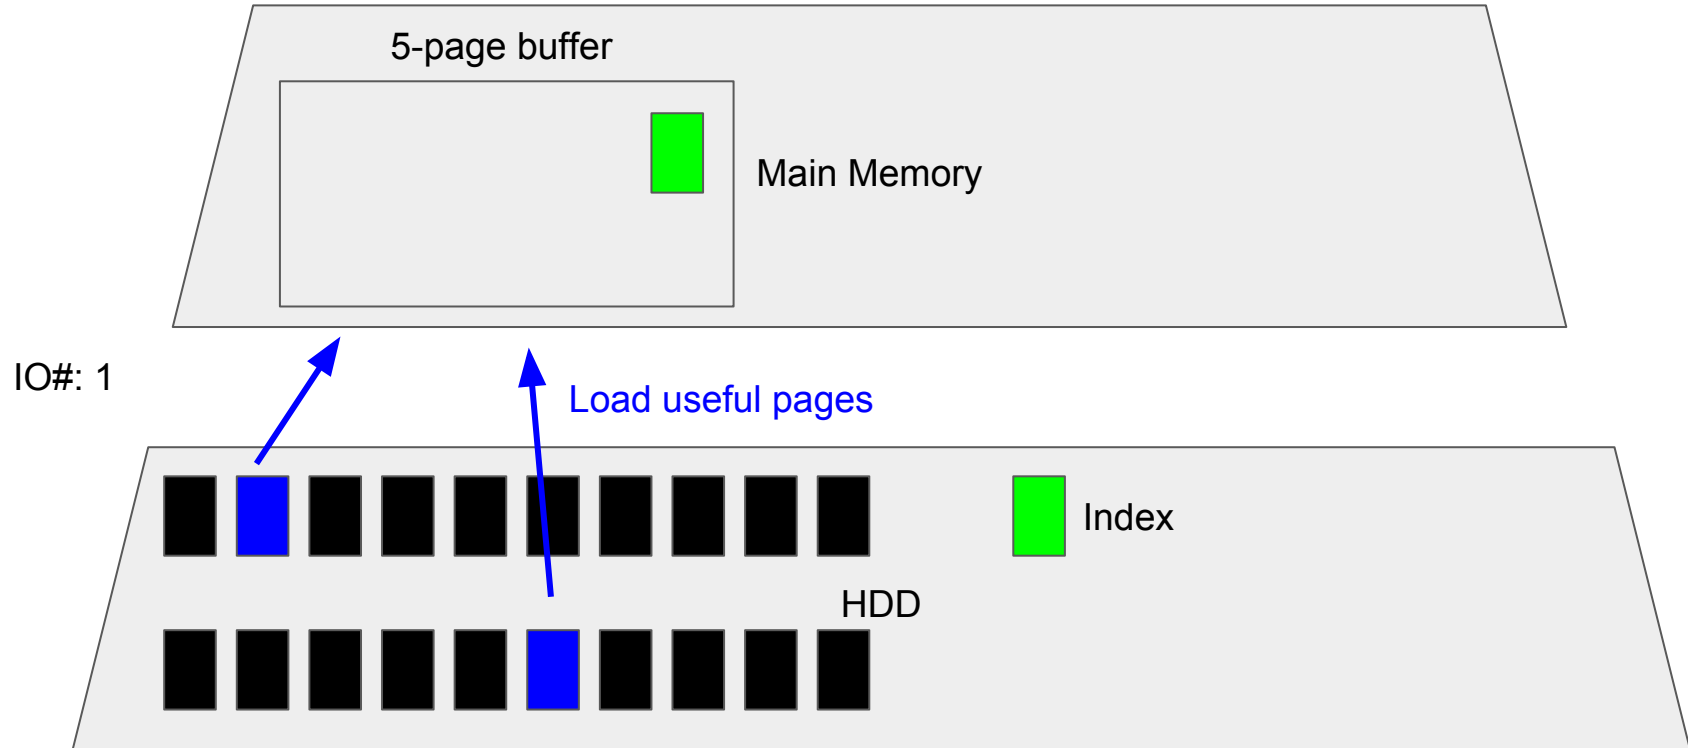 5-page buffer
Main Memory
IO#: 1
Load useful pages
Index
HDD